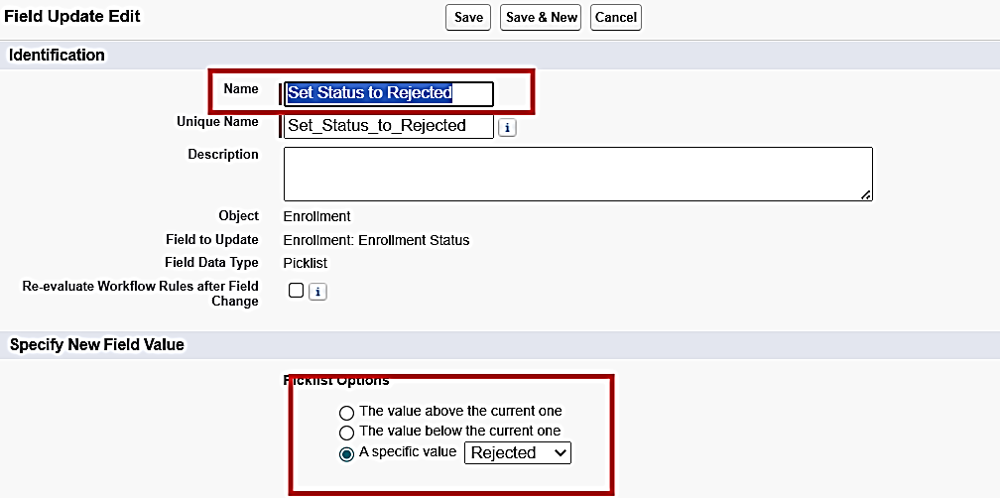 Field Update Edit
Save
Save & New
Cancel
Identification
Name
Set Status to Rejected
Unique Name
Set_Status_to_Rejected
i
Description
Object
Enrollment
Field to Update
Enrollment: Enrollment Status
Field Data Type
Picklist
Re-evaluate Workflow Rules after Field
Change
i
Specify New Field Value
Picklist Options
The value above the current one
The value below the current one
A specific value
Rejected